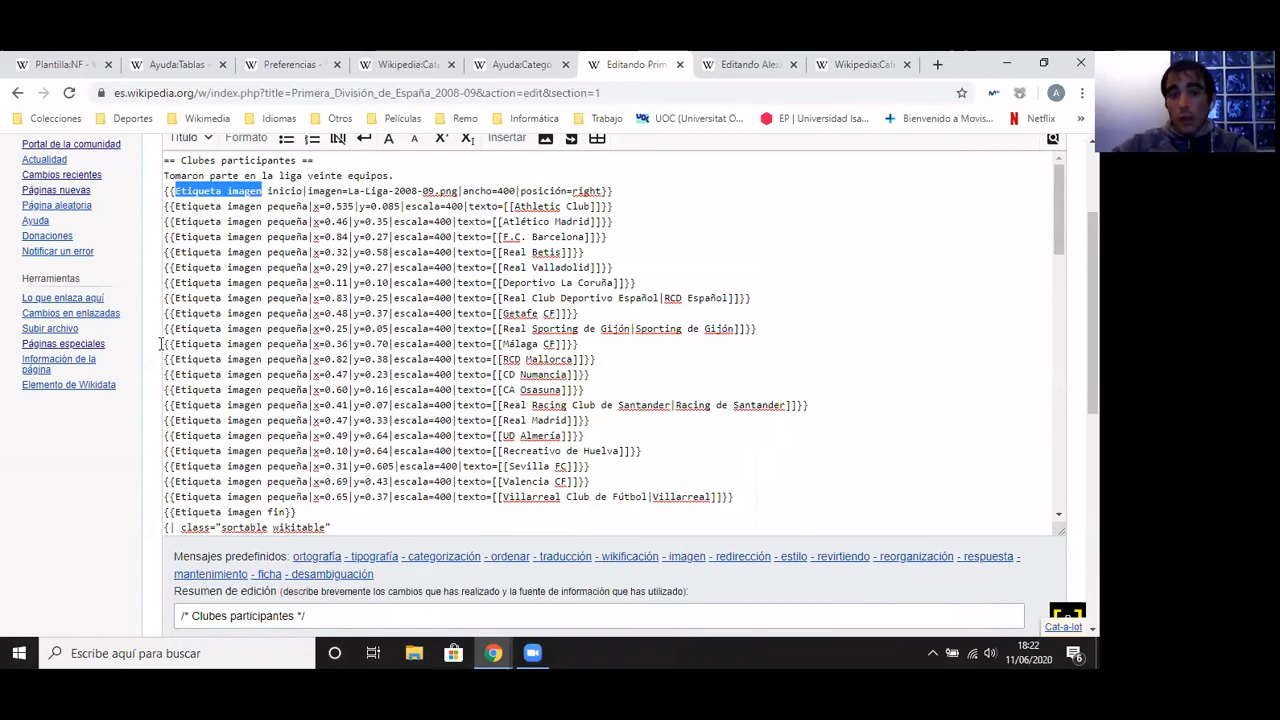 Plantilla:NF - W
Ayuda:Tablas -
Preferencias -
Wikipedia:Cate
Ayuda:Catego
Editando Prim
Editando Alex
Wikipedia:Café
es.wikipedia.org/w/index.php?title=Primera_División_de_España_2008-09&action=edit&section=1
A
Colecciones
Deportes
Wikimedia
Idiomas
Otros
Películas
Remo
Informática
Trabajo
UOC (Universitat O...
EP | Universidad Isa...
Bienvenido a Movis...
Netflix
Portal de la comunidad
Actualidad
Cambios recientes
Páginas nuevas
Página aleatoria
Ayuda
Donaciones
Notificar un error
Herramientas
Lo que enlaza aquí
Cambios en enlazadas
Subir archivo
Páginas especiales
Información de la
página
Elemento de Wikidata
Título
Formato
Insertar
== Clubes participantes ==
Tomaron parte en la liga veinte equipos.
{{Etiqueta imagen inicio|imagen=La-Liga-2008-09.png|ancho=400|posición=right}}
{{Etiqueta imagen pequeña|x=0.535|y=0.085|escala=400|texto=[[Athletic Club]]}}
{{Etiqueta imagen pequeña|x=0.46|y=0.35|escala=400|texto=[[Atlético Madrid]]}}
{{Etiqueta imagen pequeña|x=0.84|y=0.27|escala=400|texto=[[F.C. Barcelona]]}}
{{Etiqueta imagen pequeña|x=0.32|y=0.58|escala=400|texto=[[Real Betis]]}}
{{Etiqueta imagen pequeña|x=0.29|y=0.27|escala=400|texto=[[Real Valladolid]]}}
{{Etiqueta imagen pequeña|x=0.11|y=0.10|escala=400|texto=[[Deportivo La Coruña]]}}
{{Etiqueta imagen pequeña|x=0.83|y=0.25|escala=400|texto=[[Real Club Deportivo Español|RCD Español]]}}
{{Etiqueta imagen pequeña|x=0.48|y=0.37|escala=400|texto=[[Getafe CF]]}}
{{Etiqueta imagen pequeña|x=0.25|y=0.05|escala=400|texto=[[Real Sporting de Gijón|Sporting de Gijón]]}}
{{Etiqueta imagen pequeña|x=0.36|y=0.70|escala=400|texto=[[Málaga CF]]}}
{{Etiqueta imagen pequeña|x=0.82|y=0.38|escala=400|texto=[[RCD Mallorca]]}}
{{Etiqueta imagen pequeña|x=0.47|y=0.23|escala=400|texto=[[CD Numancia]]}}
{{Etiqueta imagen pequeña|x=0.60|y=0.16|escala=400|texto=[[CA Osasuna]]}}
{{Etiqueta imagen pequeña|x=0.41|y=0.07|escala=400|texto=[[Real Racing Club de Santander|Racing de Santander]]}}
{{Etiqueta imagen pequeña|x=0.47|y=0.33|escala=400|texto=[[Real Madrid]]}}
{{Etiqueta imagen pequeña|x=0.49|y=0.64|escala=400|texto=[[UD Almería]]}}
{{Etiqueta imagen pequeña|x=0.10|y=0.64|escala=400|texto=[[Recreativo de Huelva]]}}
{{Etiqueta imagen pequeña|x=0.31|y=0.605|escala=400|texto=[[Sevilla FC]]}}
{{Etiqueta imagen pequeña|x=0.69|y=0.43|escala=400|texto=[[Valencia CF]]}}
{{Etiqueta imagen pequeña|x=0.65|y=0.37|escala=400|texto=[[Villarreal Club de Fútbol|Villarreal]]}}
{{Etiqueta imagen fin}}
{| class="sortable wikitable"
Mensajes predefinidos: ortografía - tipografía - categorización - ordenar - traducción - wikificación - imagen - redirección - estilo - revirtiendo - reorganización - respuesta -
mantenimiento - ficha - desambiguación
Resumen de edición (describe brevemente los cambios que has realizado y la fuente de información que has utilizado):
/* Clubes participantes */
Cat-a-lot
Escribe aquí para buscar
18:22
11/06/2020
6